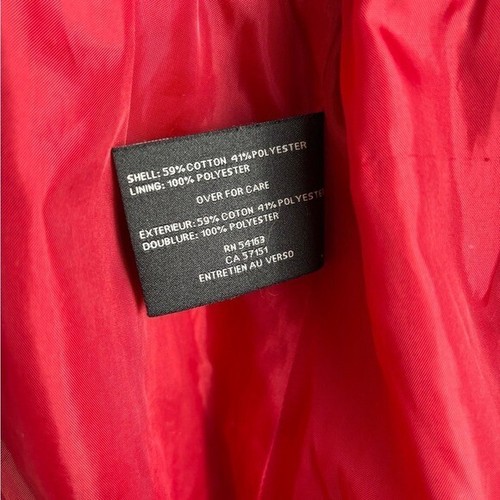 SHELL: 59% COTTON 41%POLYESTER
LINING: 100% POLYESTER
OVER FOR CARE
EXTERIEUR: 59% COTON 41%POLYESTER
DOUBLURE: 100% POLYESTER
RN 54163
CA 57151
ENTRETIEN AU VERSO